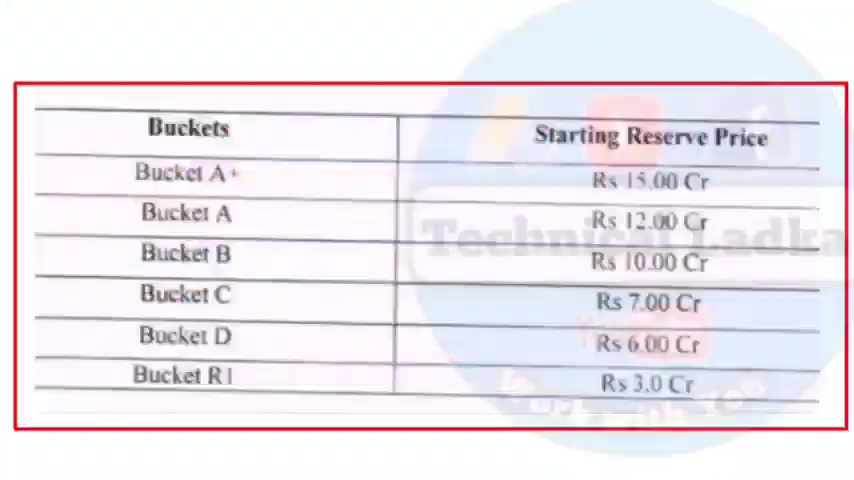 Buckets Starting Reserve Price
Bucket A+ Rs 15.00 Cr
Bucket A Rs 12.00 Cr
Bucket B Rs 10.00 Cr
Bucket C Rs 7.00 Cr
Bucket D Rs 6.00 Cr
Bucket R1 Rs 3.0 Cr
Technical Ladka